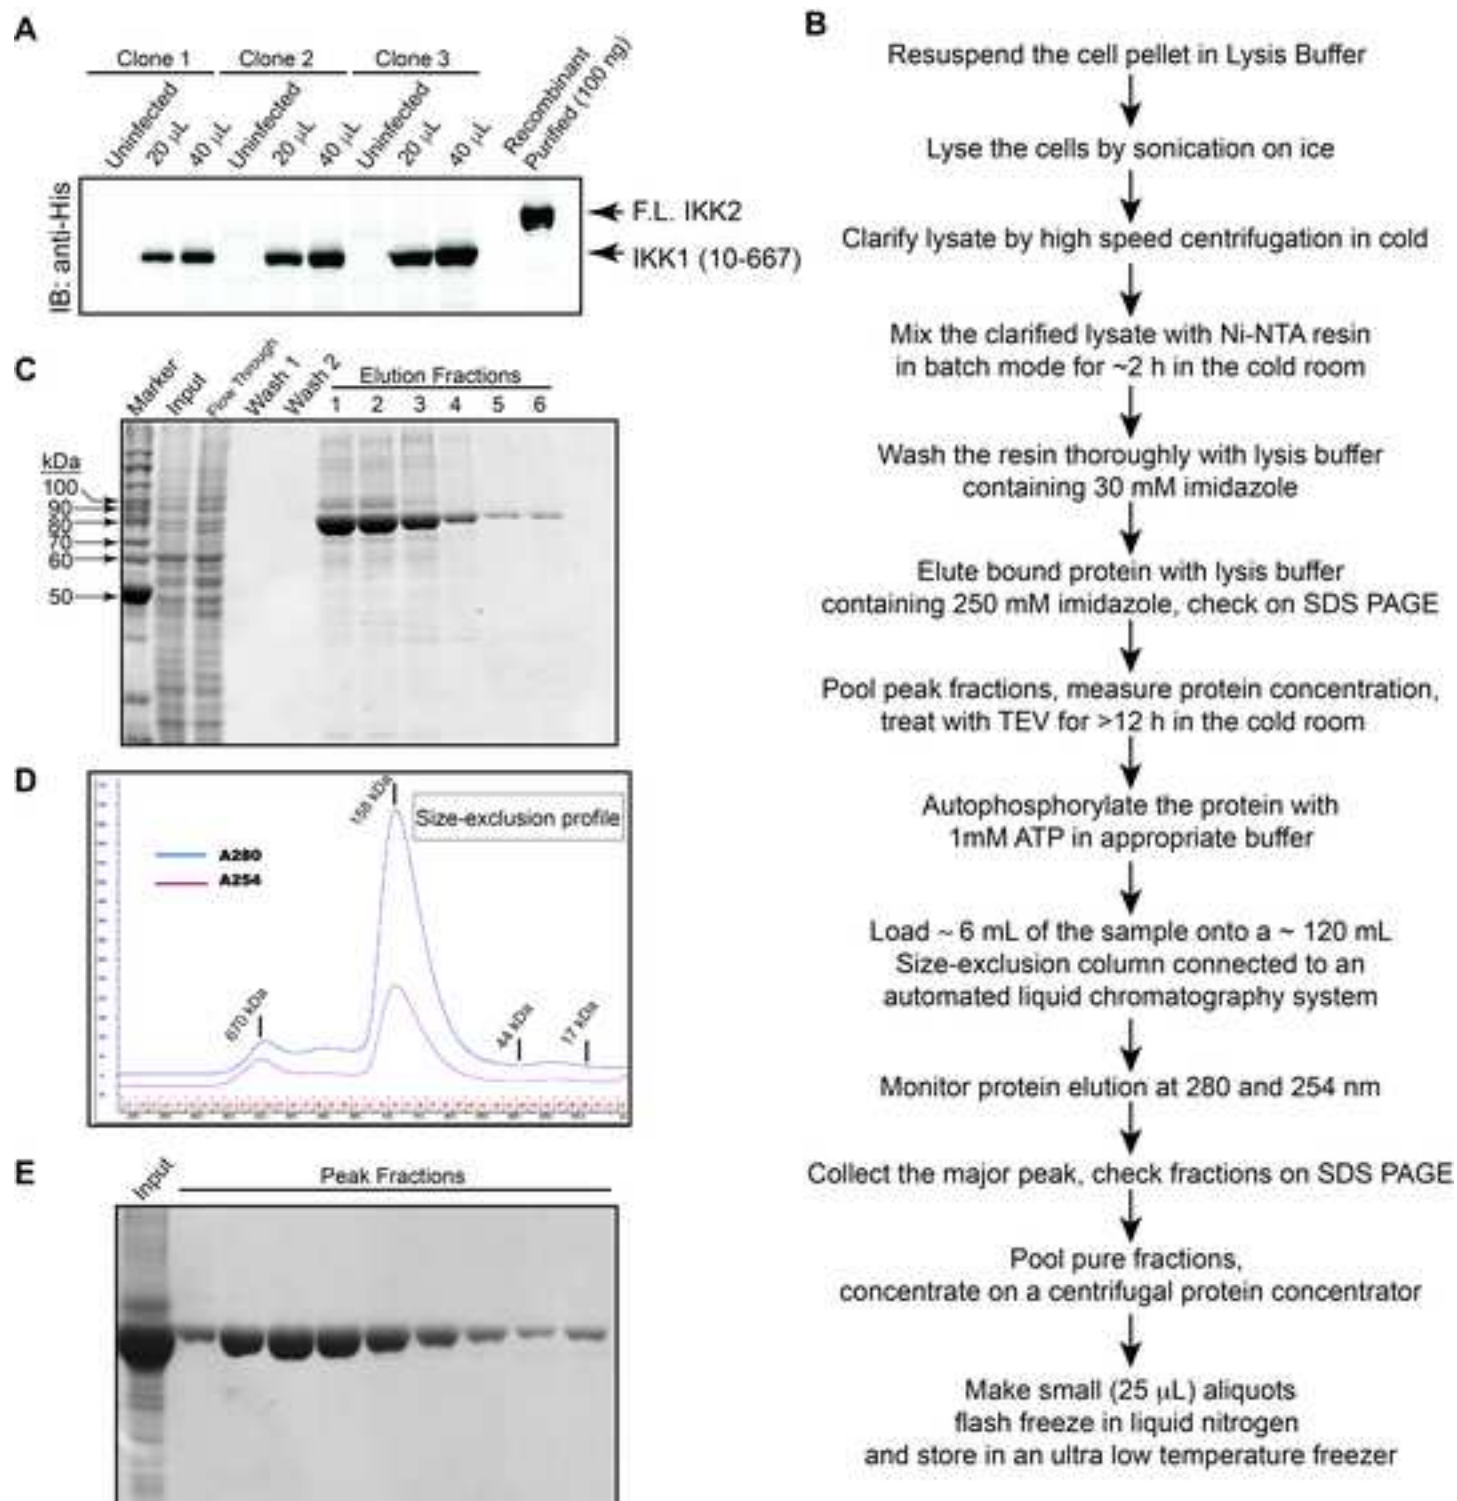 A
Clone 1 Clone 2 Clone 3
Uninfected 20 µL 40 µL Uninfected 20 µL 40 µL Uninfected 20 µL 40 µL Recombinant
Purified (100 ng)
IB: anti-His
F.L. IKK2
IKK1 (10-667)
B
Resuspend the cell pellet in Lysis Buffer
Lyse the cells by sonication on ice
Clarify lysate by high speed centrifugation in cold
Mix the clarified lysate with Ni-NTA resin
in batch mode for ~2 h in the cold room
Wash the resin thoroughly with lysis buffer
containing 30 mM imidazole
Elute bound protein with lysis buffer
containing 250 mM imidazole, check on SDS PAGE
Pool peak fractions, measure protein concentration,
treat with TEV for >12 h in the cold room
Autophosphorylate the protein with
1mM ATP in appropriate buffer
Load ~ 6 mL of the sample onto a ~ 120 mL
Size-exclusion column connected to an
automated liquid chromatography system
Monitor protein elution at 280 and 254 nm
Collect the major peak, check fractions on SDS PAGE
Pool pure fractions,
concentrate on a centrifugal protein concentrator
Make small (25 µL) aliquots
flash freeze in liquid nitrogen
and store in an ultra low temperature freezer
C
Marker Input Flow Through Wash 1 Wash 2
Elution Fractions
1 2 3 4 5 6
kDa
100
90
80
70
60
50
D
158 kDa
Size-exclusion profile
A280
A254
670 kDa
44 kDa
17 kDa
E
Input
Peak Fractions